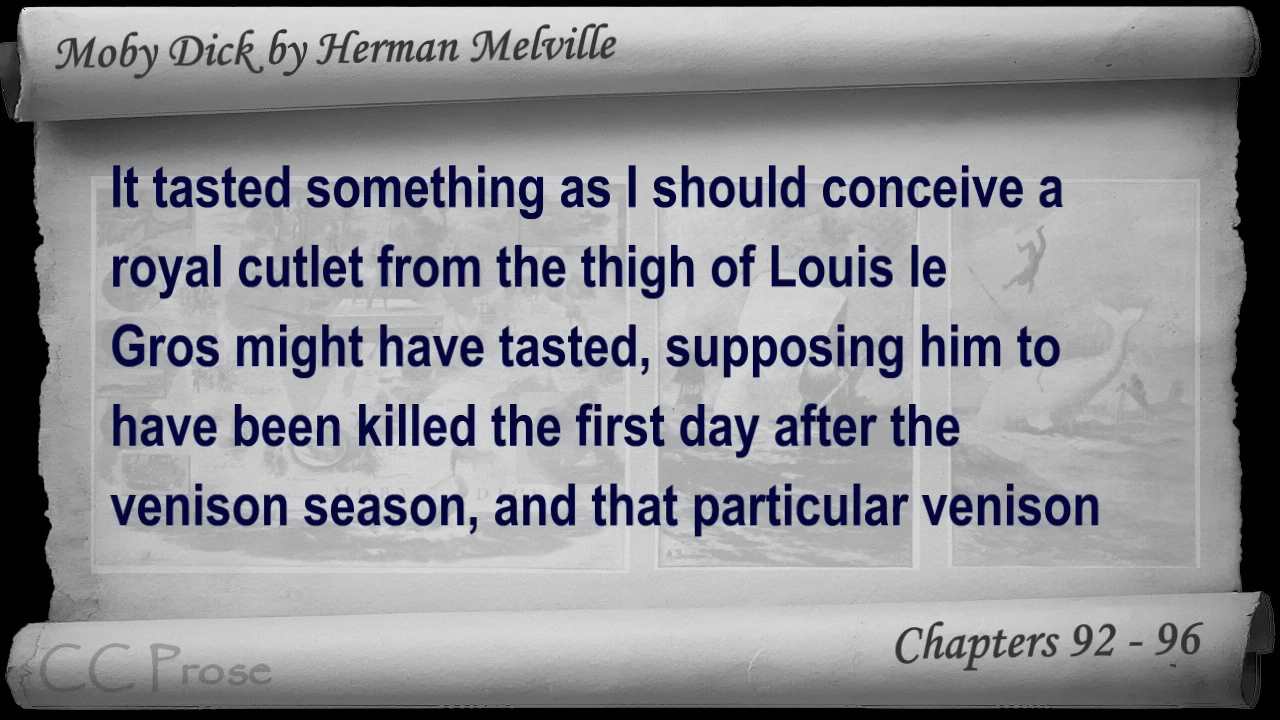 Moby Dick by Herman Melville
It tasted something as I should conceive a
royal cutlet from the thigh of Louis le
Gros might have tasted, supposing him to
have been killed the first day after the
venison season, and that particular venison
Chapters 92 - 96
CC Prose